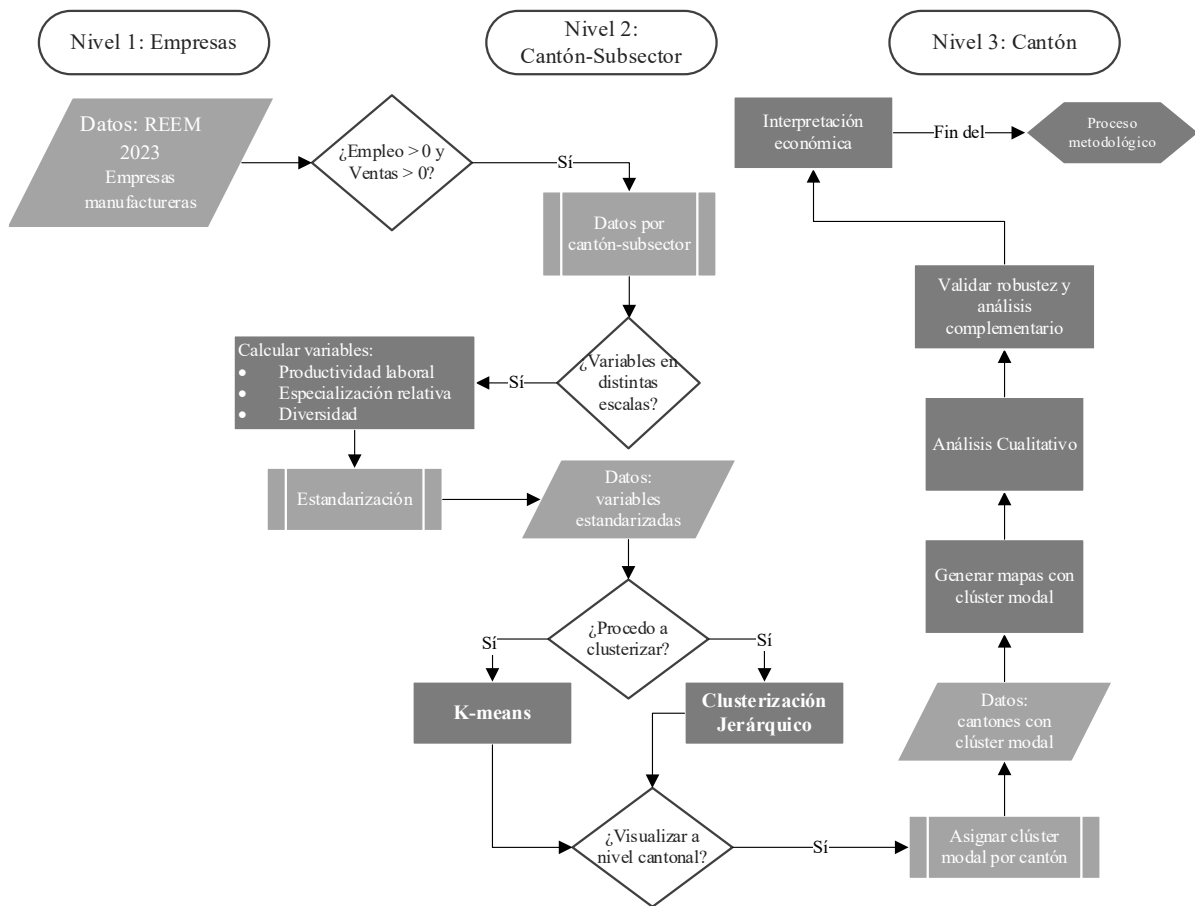 Nivel 1: Empresas
Nivel 2:
Cantón-Subsector
Nivel 3: Cantón
Datos: REEM
2023
Empresas
manufactureras
¿Empleo > 0 y
Ventas > 0?
Sí
Datos por
cantón-subsector
¿Variables en
distintas
escalas?
Sí
Calcular variables:
• Productividad laboral
• Especialización relativa
• Diversidad
Estandarización
Datos:
variables
estandarizadas
¿Procedo a
clusterizar?
Sí
Sí
K-means
Clusterización
Jerárquico
¿Visualizar a
nivel cantonal?
Sí
Asignar clúster
modal por cantón
Datos:
cantones con
clúster modal
Generar mapas con
clúster modal
Análisis Cualitativo
Validar robustez y
análisis
complementario
Interpretación
económica
Fin del
Proceso
metodológico